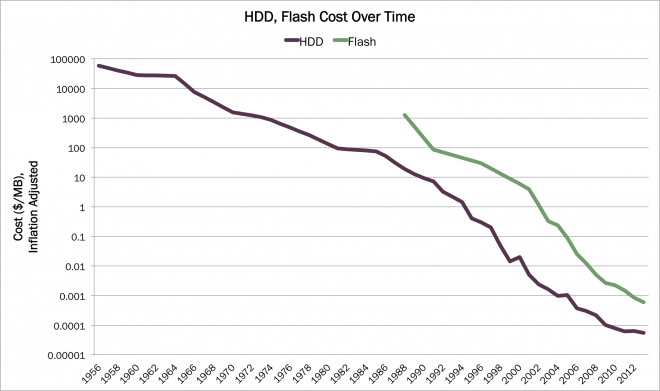 HDD, Flash Cost Over Time
HDD Flash
Cost ($/MB),
Inflation Adjusted
100000
10000
1000
100
10
1
0.1
0.01
0.001
0.0001
0.00001
1956 1958 1960 1962 1964 1966 1968 1970 1972 1974 1976 1978 1980 1982 1984 1986 1988 1990 1992 1994 1996 1998 2000 2002 2004 2006 2008 2010 2012